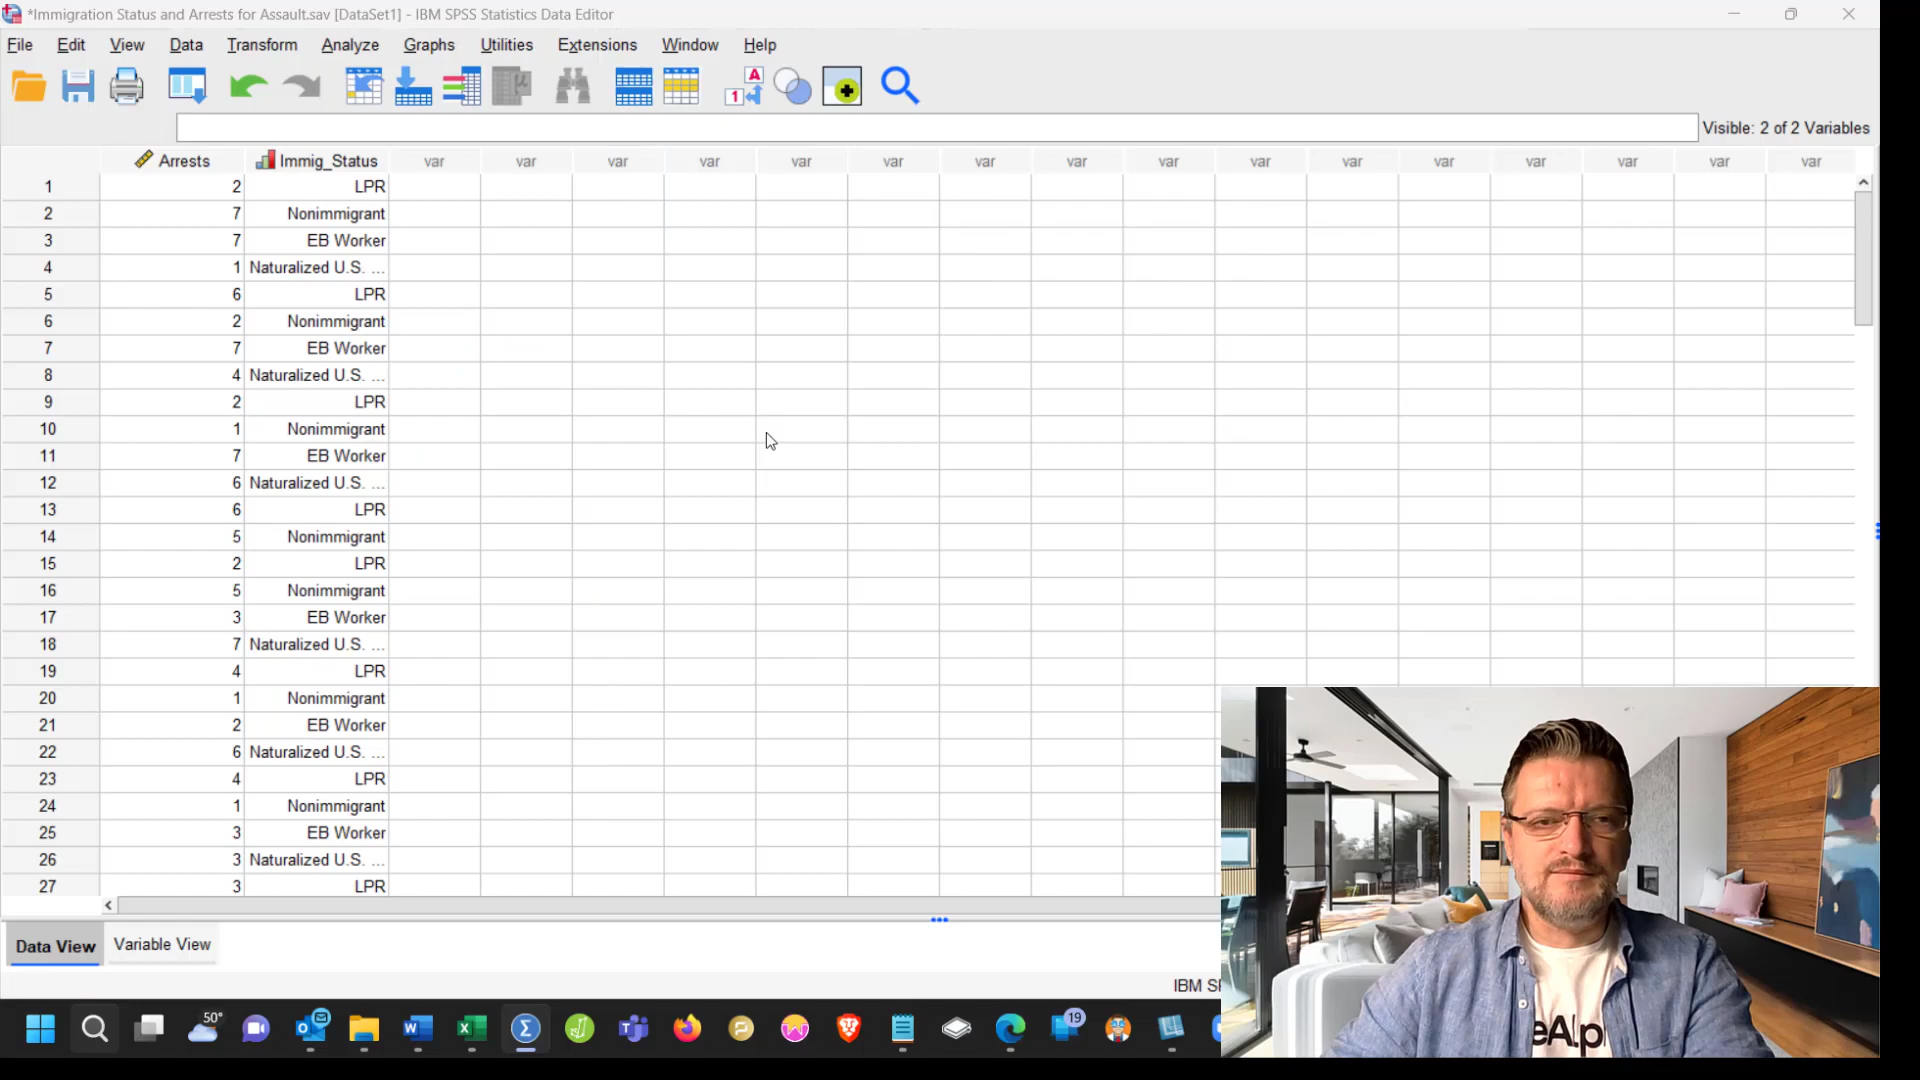 *Immigration Status and Arrests for Assault.sav [DataSet1] - IBM SPSS Statistics Data Editor
File Edit View Data Transform Analyze Graphs Utilities Extensions Window Help
Visible: 2 of 2 Variables
Arrests Immig_Status var var var var var var var var var var var var var var var var
1 2 LPR
2 7 Nonimmigrant
3 7 EB Worker
4 1 Naturalized U.S. ...
5 6 LPR
6 2 Nonimmigrant
7 7 EB Worker
8 4 Naturalized U.S. ...
9 2 LPR
10 1 Nonimmigrant
11 7 EB Worker
12 6 Naturalized U.S. ...
13 6 LPR
14 5 Nonimmigrant
15 2 LPR
16 5 Nonimmigrant
17 3 EB Worker
18 7 Naturalized U.S. ...
19 4 LPR
20 1 Nonimmigrant
21 2 EB Worker
22 6 Naturalized U.S. ...
23 4 LPR
24 1 Nonimmigrant
25 3 EB Worker
26 3 Naturalized U.S. ...
27 3 LPR
Data View Variable View
IBM SP
50°
19